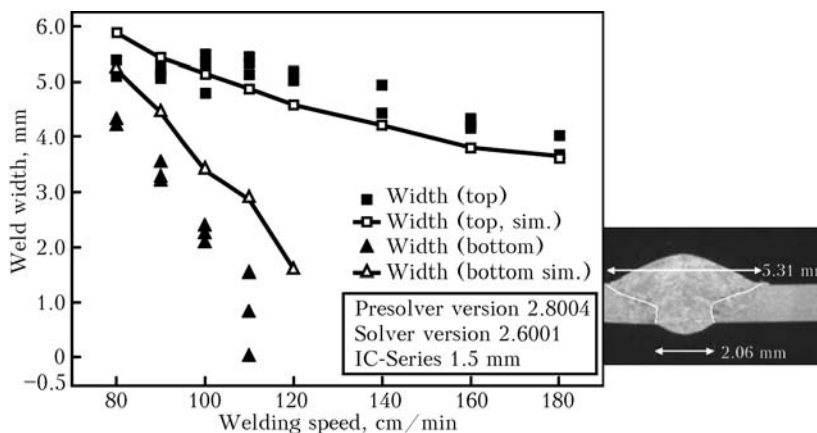 6.0
5.0
4.0
3.0
2.0
1.0
0
−0.5
Weld width, mm
80 100 120 140 160 180
Welding speed, cm/min
Width (top)
Width (top, sim.)
Width (bottom)
Width (bottom sim.)
Presolver version 2.8004
Solver version 2.6001
IC-Series 1.5 mm
5.31 mm
2.06 mm